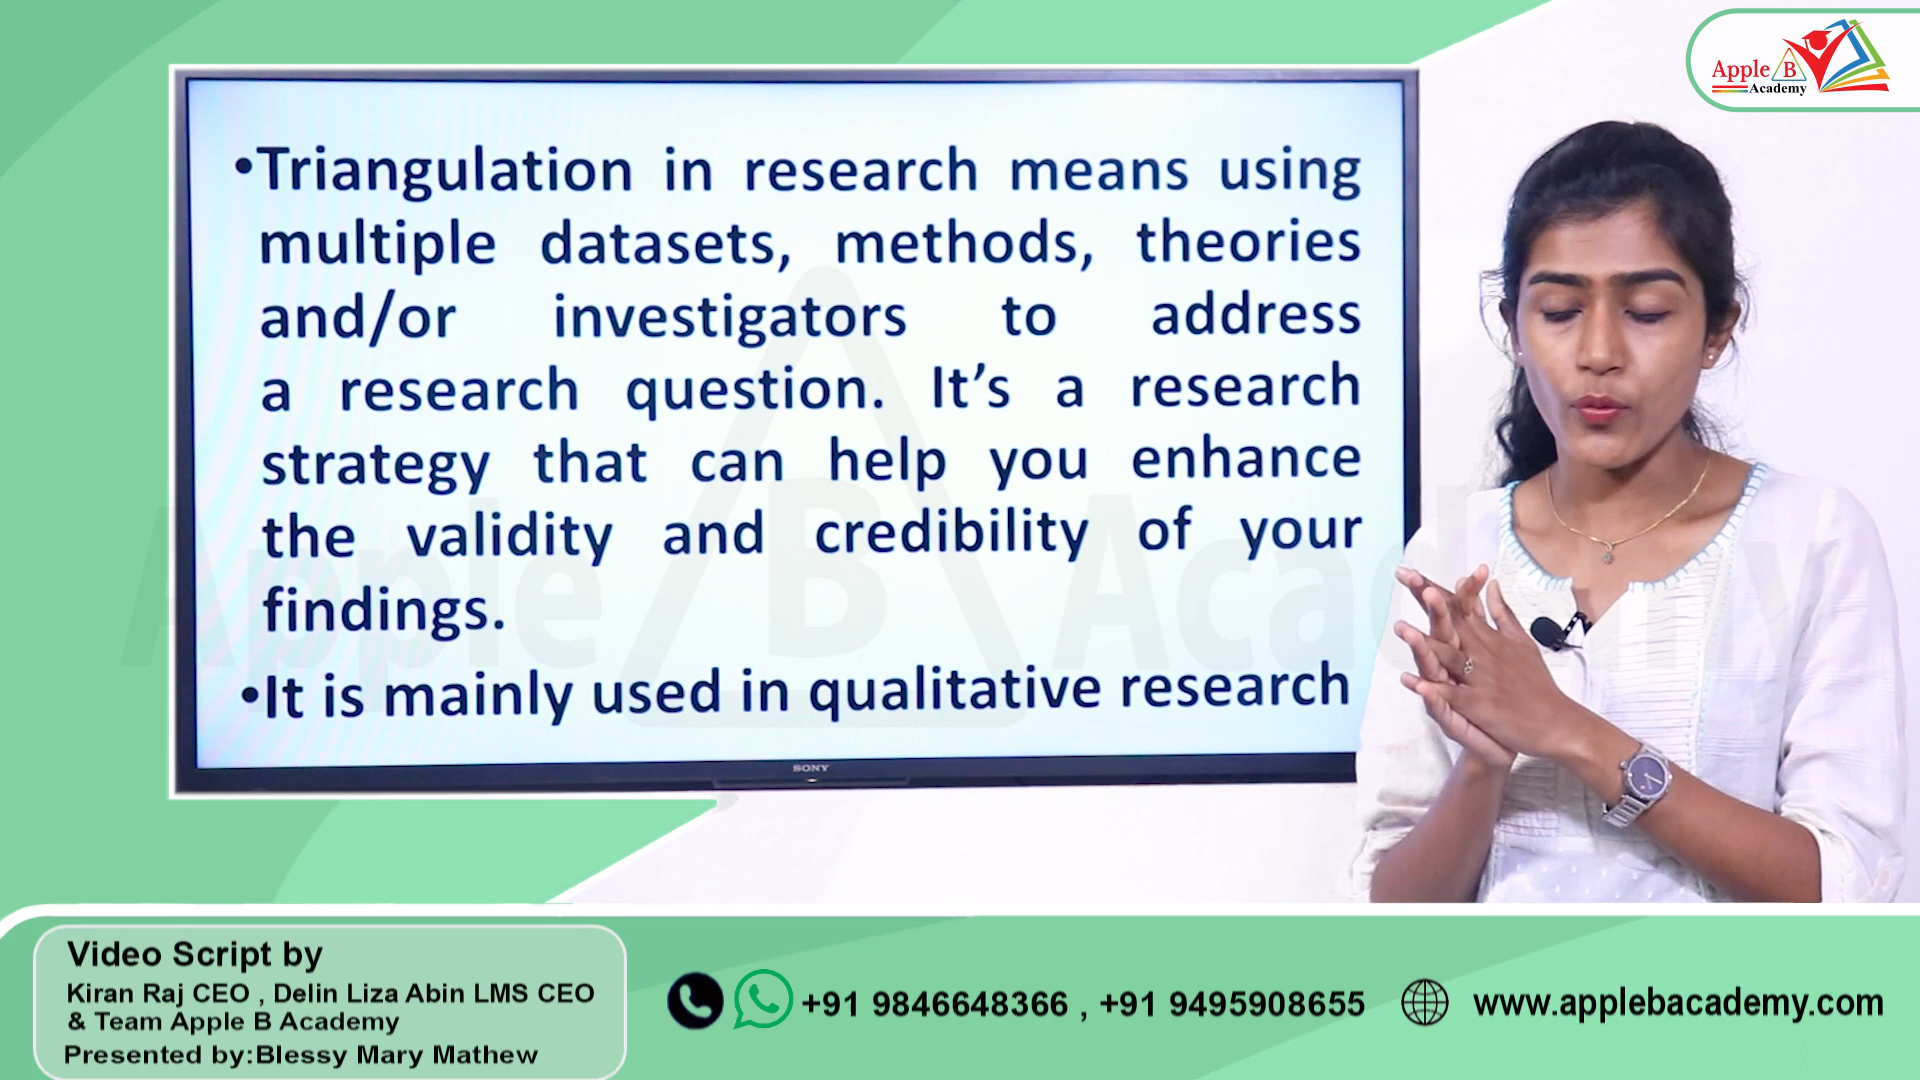 Apple B
Academy
•Triangulation in research means using
multiple datasets, methods, theories
and/or investigators to address
a research question. It’s a research
strategy that can help you enhance
the validity and credibility of your
findings.
•It is mainly used in qualitative research
SONY
Apple B Academy
Video Script by
Kiran Raj CEO , Delin Liza Abin LMS CEO
& Team Apple B Academy
Presented by:Blessy Mary Mathew
+91 9846648366 , +91 9495908655
www.applebacademy.com